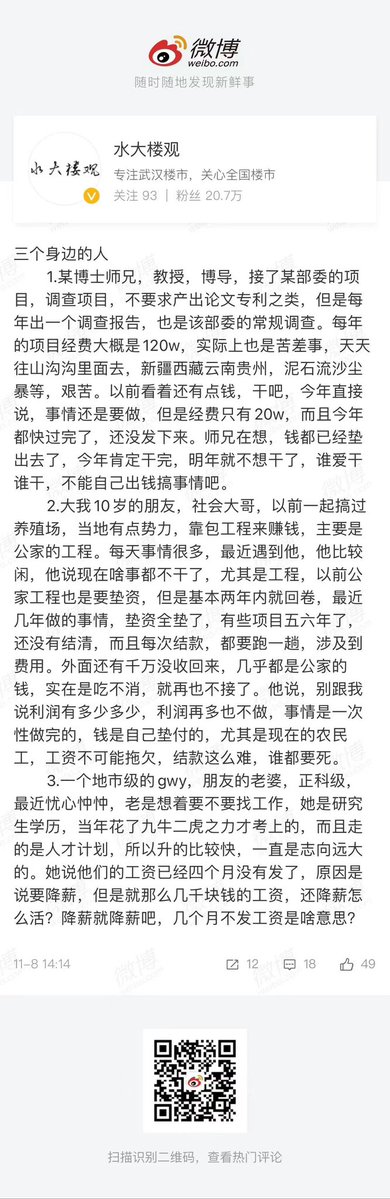 微博
weibo.com
随时随地发现新鲜事
水大楼观
水大楼观
专注武汉楼市，关心全国楼市
关注 93 | 粉丝 20.7万
三个身边的人
1.某博士师兄，教授，博导，接了某部委的项
目，调查项目，不要求产出论文专利之类，但是每
年出一个调查报告，也是该部委的常规调查。每年
的项目经费大概是120w，实际上也是苦差事，天天
往山沟沟里面去，新疆西藏云南贵州，泥石流沙尘
暴等，艰苦。以前看着还有点钱，干吧，今年直接
说，事情还是要做，但是经费只有20w，而且今年
都快过完了，还没发下来。师兄在想，钱都已经垫
出去了，今年肯定干完，明年就不想干了，谁爱干
谁干，不能自己出钱搞事情吧。
2.大我10岁的朋友，社会大哥，以前一起搞过
养殖场，当地有点势力，靠包工程来赚钱，主要是
公家的工程。每天事情很多，最近遇到他，他比较
闲，他说现在啥事都不干了，尤其是工程，以前公
家工程也是要垫资，但是基本两年内就回卷，最近
几年做的事情，垫资全垫了，有些项目五六年了，
还没有结清，而且每次结款，都要跑一趟，涉及到
费用。外面还有千万没收回来，几乎都是公家的
钱，实在是吃不消，就再也不接了。他说，别跟我
说利润有多少多少，利润再多也不做，事情是一次
性做完的，钱是自己垫付的，尤其是现在的农民
工，工资不可能拖欠，结款这么难，谁都要死。
3.一个地市级的gwy，朋友的老婆，正科级，
最近忧心忡忡，老是想着要不要找工作，她是研究
生学历，当年花了九牛二虎之力才考上的，而且走
的是人才计划，所以升的比较快，一直是志向远大
的。她说他们的工资已经四个月没有发了，原因是
说要降薪，但是就那么几千块钱的工资，还降薪怎
么活？降薪就降薪吧，几个月不发工资是啥意思？
11-8 14:14 12 18 49
扫描识别二维码，查看热门评论